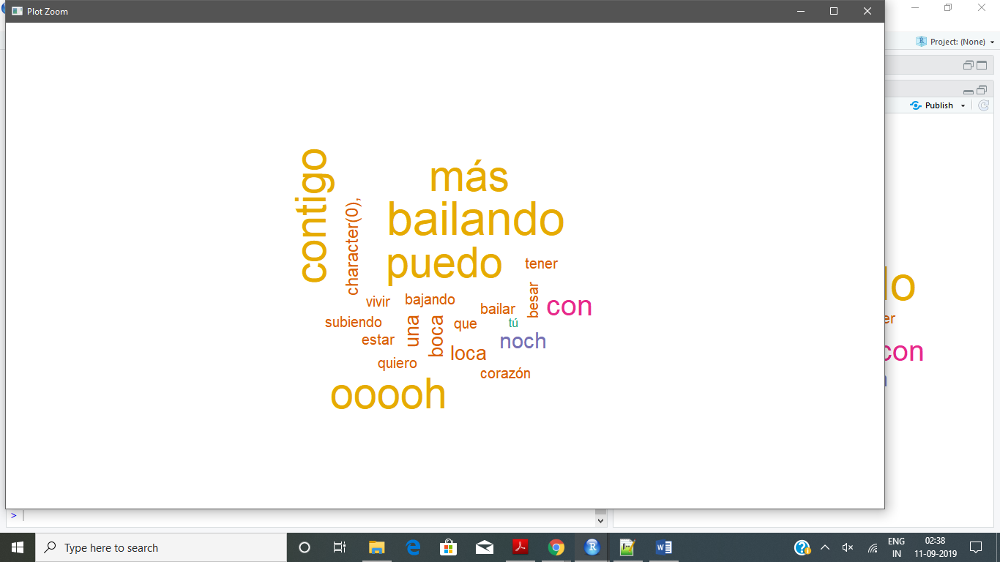 Plot Zoom
Project: (None)
Publish
contigo
más
character(0),
bailando
puedo
tener
besar
vivir
bajando
bailar
con
subiendo
una
boca
que
tú
estar
noch
loca
quiero
corazón
ooooh
lo
er
con
>
Type here to search
ENG
IN
02:38
11-09-2019